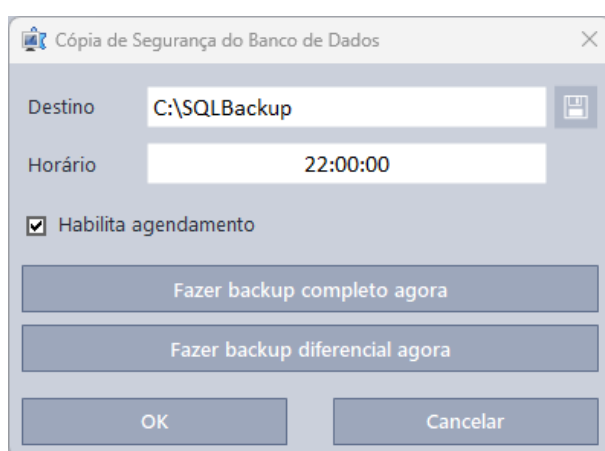 Cópia de Segurança do Banco de Dados
Destino C:\SQLBackup
Horário 22:00:00
Habilita agendamento
Fazer backup completo agora
Fazer backup diferencial agora
OK Cancelar